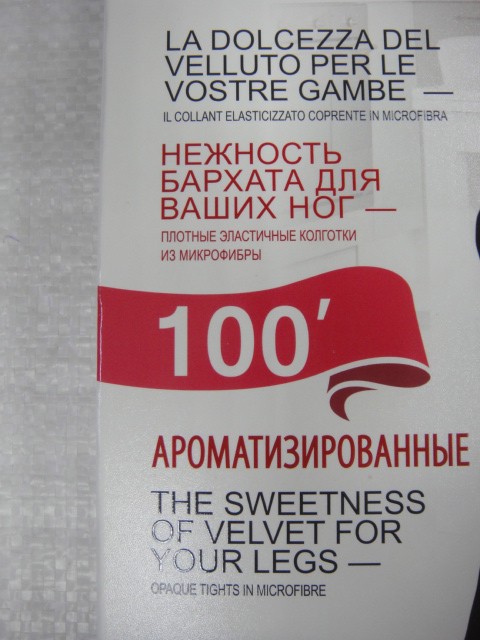 LA DOLCEZZA DEL
VELLUTO PER LE
VOSTRE GAMBE —
IL COLLANT ELASTICIZZATO COPRENTE IN MICROFIBRA
НЕЖНОСТЬ
БАРХАТА ДЛЯ
ВАШИХ НОГ —
ПЛОТНЫЕ ЭЛАСТИЧНЫЕ КОЛГОТКИ
ИЗ МИКРОФИБРЫ
100′
АРОМАТИЗИРОВАННЫЕ
THE SWEETNESS
OF VELVET FOR
YOUR LEGS —
OPAQUE TIGHTS IN MICROFIBRE